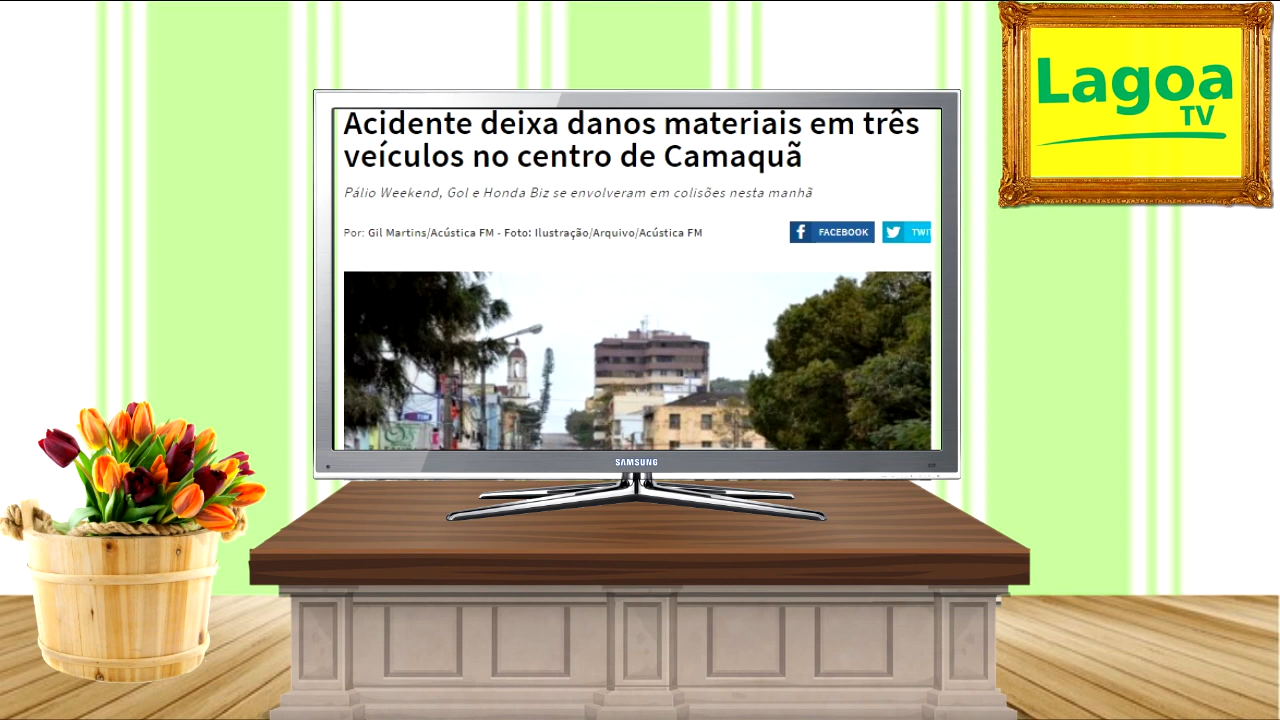 Lagoa
TV
Acidente deixa danos materiais em três
veículos no centro de Camaquã
Pálio Weekend, Gol e Honda Biz se envolveram em colisões nesta manhã
Por: Gil Martins/Acústica FM - Foto: Ilustração/Arquivo/Acústica FM
FACEBOOK
TWIT
SAMSUNG